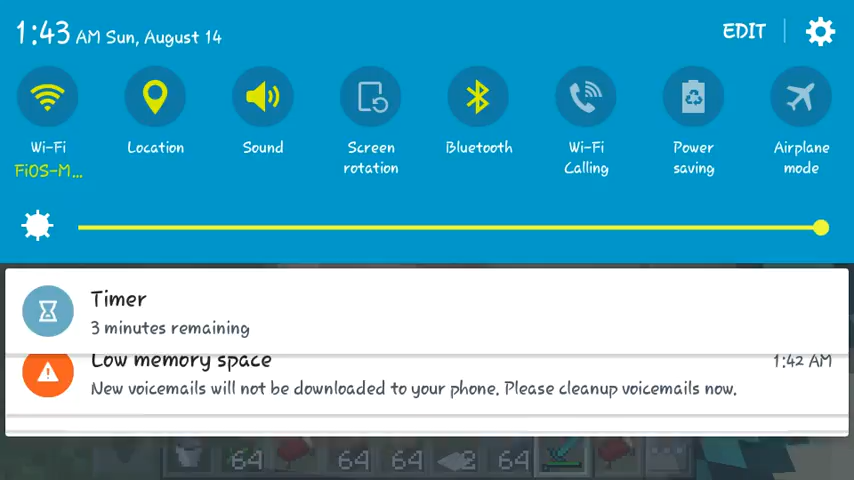 1:43 AM Sun, August 14
EDIT
Wi-Fi
FiOS-M...
Location
Sound
Screen
rotation
Bluetooth
Wi-Fi
Calling
Power
saving
Airplane
mode
Timer
3 minutes remaining
Low memory space
1:42 AM
New voicemails will not be downloaded to your phone. Please cleanup voicemails now.
64 64 64 2 64